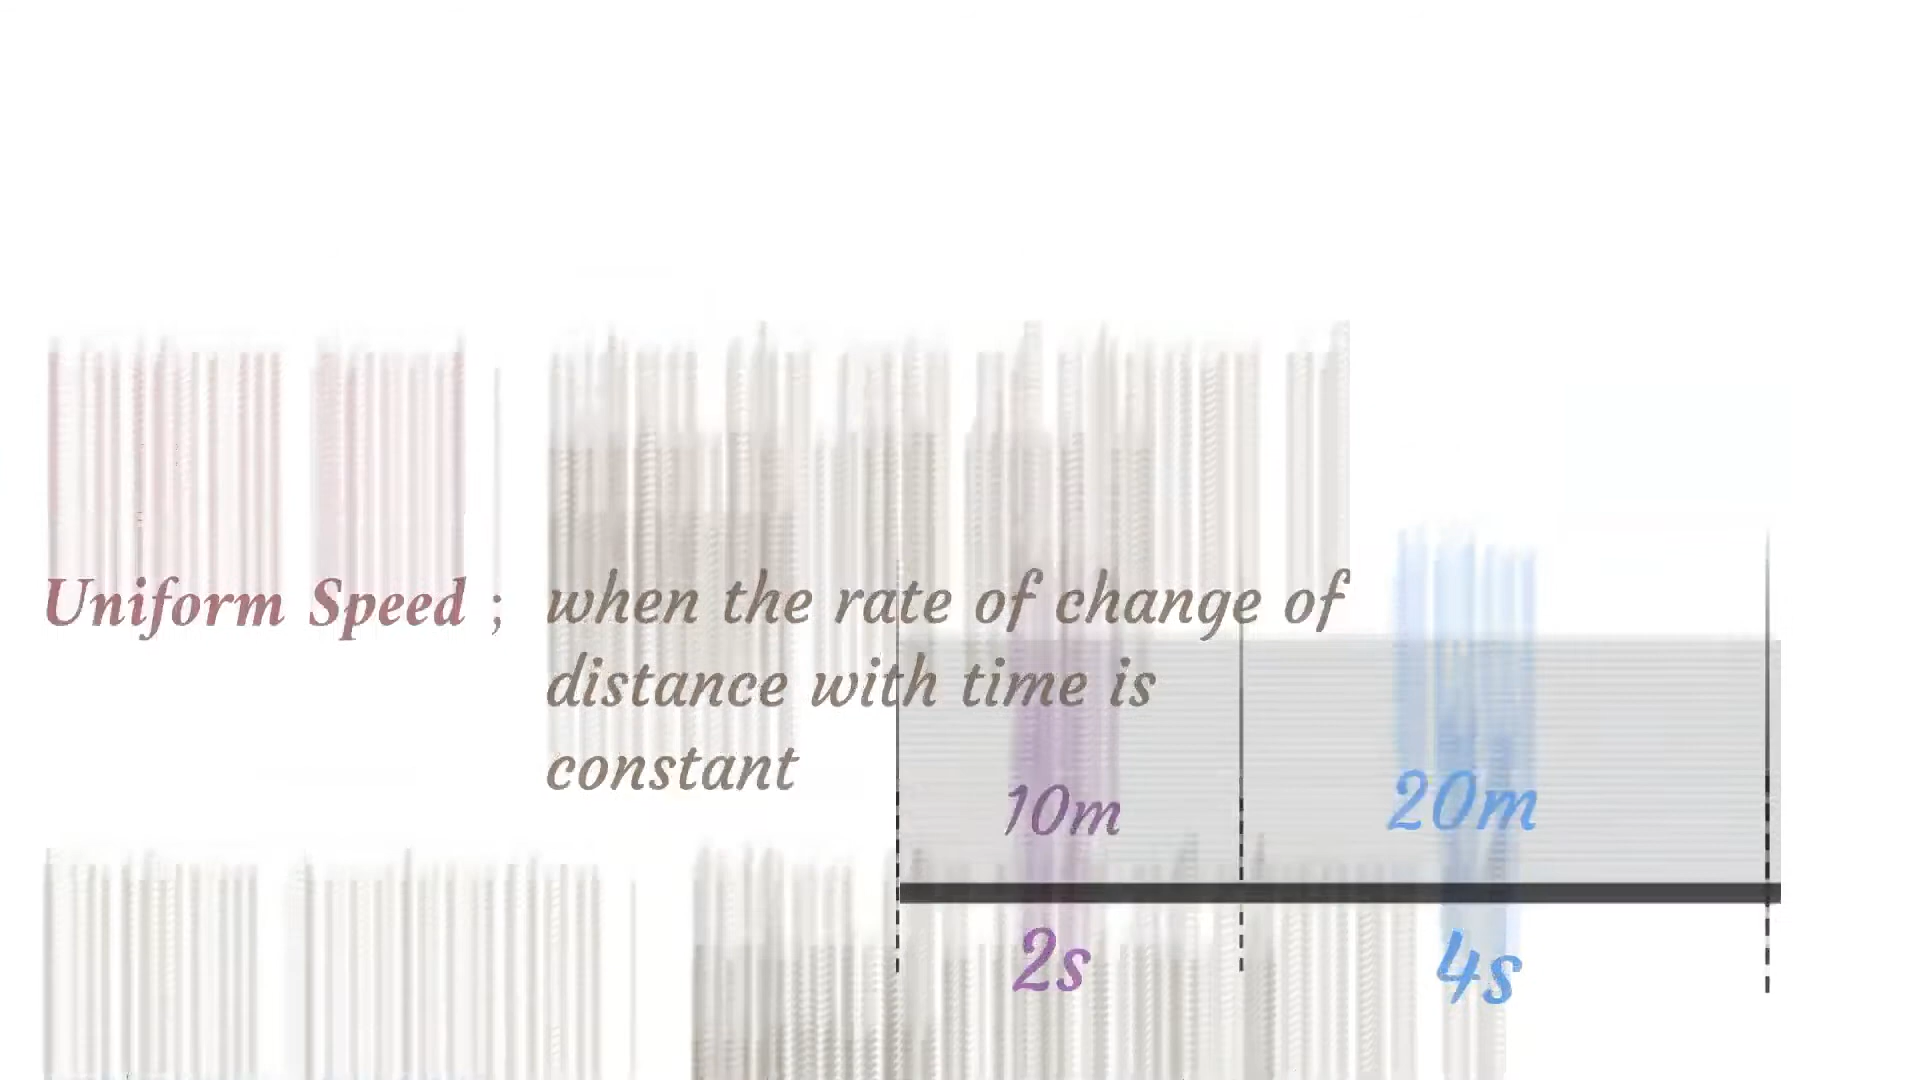 Uniform Speed ; when the rate of change of
distance with time is
constant
10m 20m
2s 4s